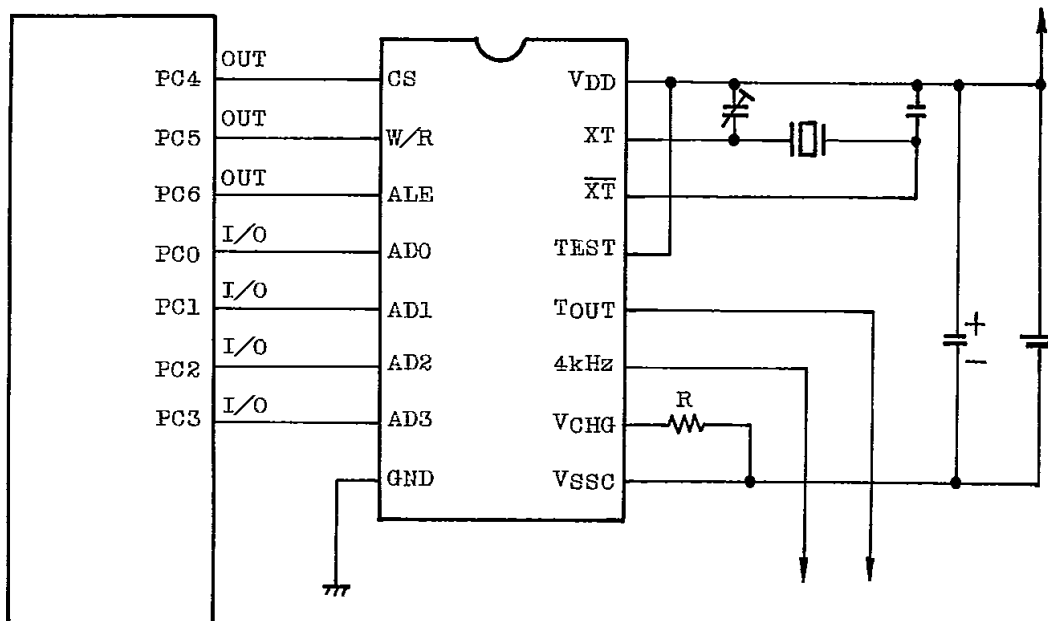 OUT
PC4 CS VDD
OUT
PC5 W/R XT
OUT
PC6 ALE X̅T̅
I/O
PC0 AD0 TEST
I/O
PC1 AD1 TOUT
+
I/O
PC2 AD2 4kHz
−
I/O R
PC3 AD3 VCHG
GND VSSC